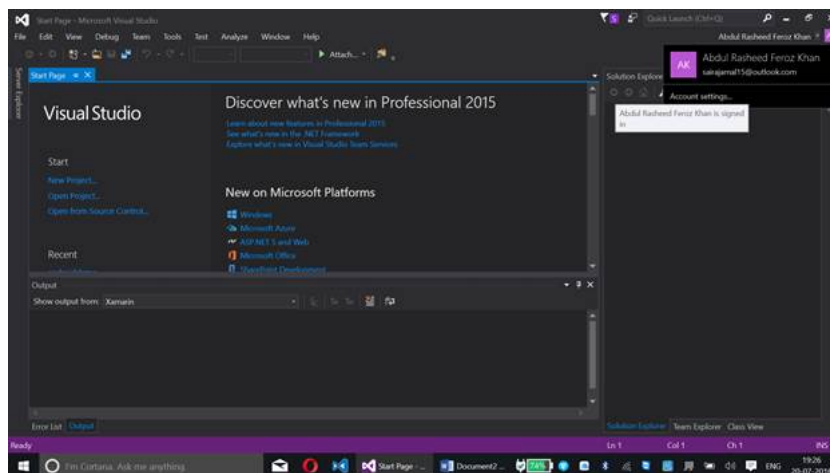 Start Page - Microsoft Visual Studio
Quick Launch (Ctrl+Q)
File Edit View Debug Team Tools Test Analyze Window Help
Abdul Rasheed Feroz Khan
Attach...
AK
Abdul Rasheed Feroz Khan
sairajamal15@outlook.com
Account settings...
Abdul Rasheed Feroz Khan is signed
in
Server Explorer
Start Page
Solution Explorer
Visual Studio
Start
New Project...
Open Project...
Open from Source Control...
Recent
Discover what's new in Professional 2015
Learn about new features in Professional 2015
See what's new in the .NET Framework
Explore what's new in Visual Studio Team Services
New on Microsoft Platforms
Windows
Microsoft Azure
ASP.NET 5 and Web
Microsoft Office
SharePoint Development
Output
Show output from: Xamarin
Error List Output
Solution Explorer Team Explorer Class View
Ready
Ln 1 Col 1 Ch 1 INS
I'm Cortana. Ask me anything.
Start Page - ...
Document2 ...
74%
ENG
19:26